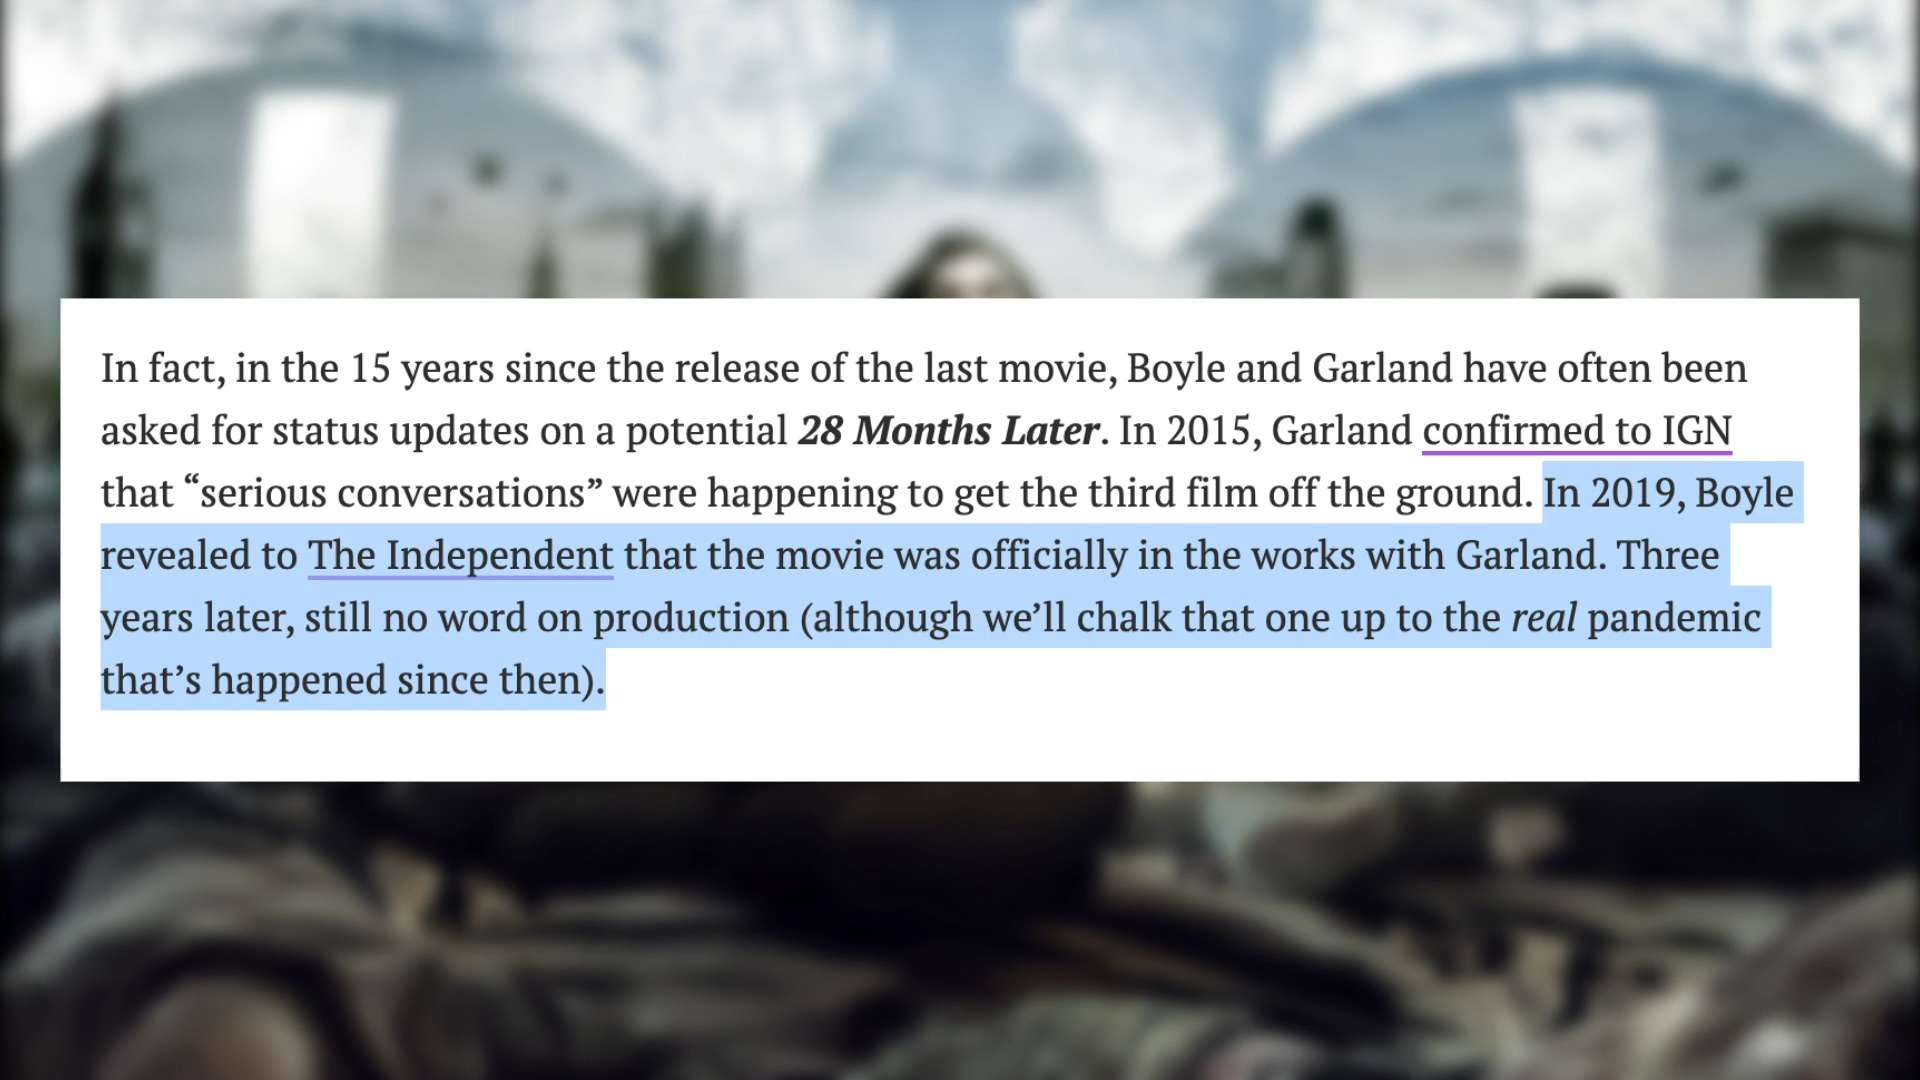 In fact, in the 15 years since the release of the last movie, Boyle and Garland have often been
asked for status updates on a potential 28 Months Later. In 2015, Garland confirmed to IGN
that “serious conversations” were happening to get the third film off the ground. In 2019, Boyle
revealed to The Independent that the movie was officially in the works with Garland. Three
years later, still no word on production (although we’ll chalk that one up to the real pandemic
that’s happened since then).